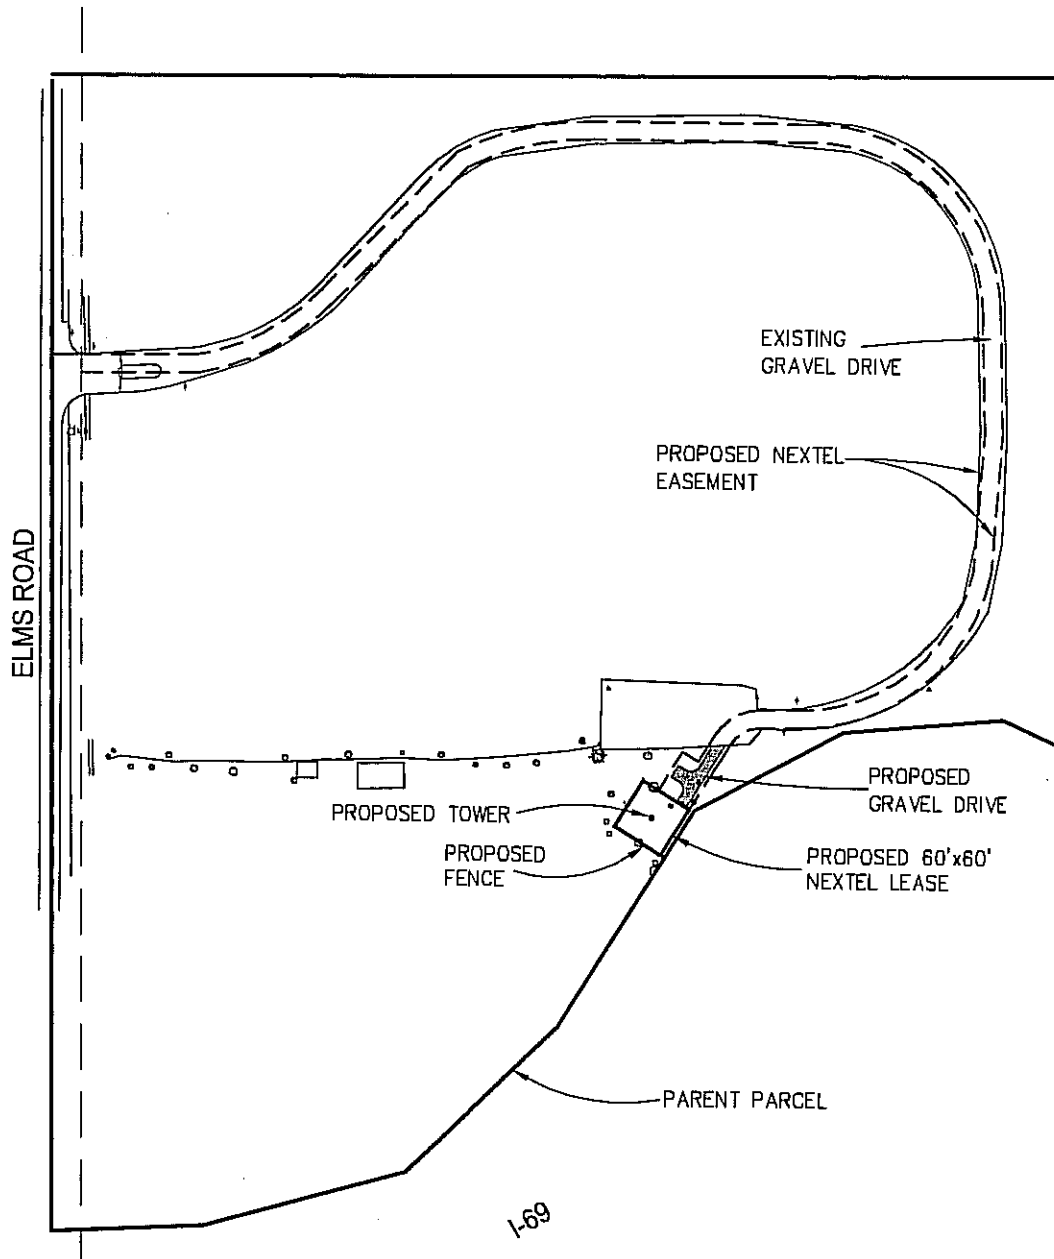 EXISTING
GRAVEL DRIVE
PROPOSED NEXTEL
EASEMENT
ELMS ROAD
PROPOSED
GRAVEL DRIVE
PROPOSED TOWER
PROPOSED
FENCE
PROPOSED 60'x60'
NEXTEL LEASE
PARENT PARCEL
I-69